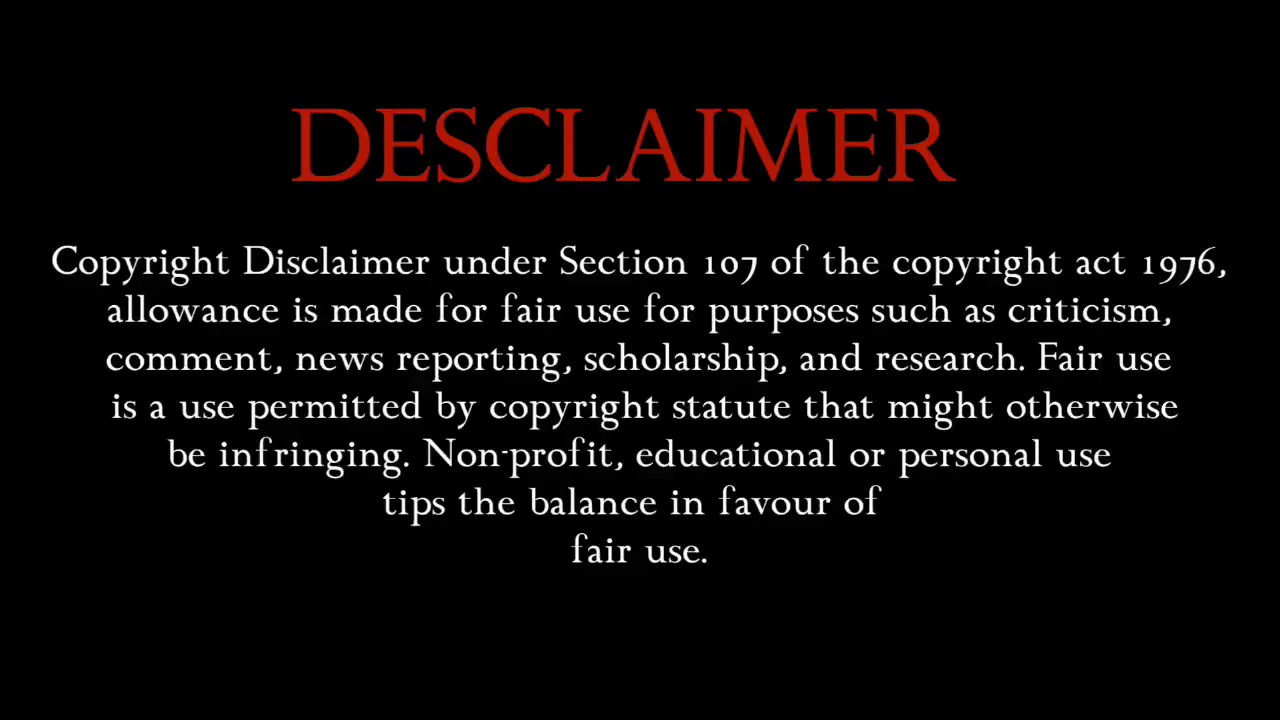 DESCLAIMER
Copyright Disclaimer under Section 107 of the copyright act 1976,
allowance is made for fair use for purposes such as criticism,
comment, news reporting, scholarship, and research. Fair use
is a use permitted by copyright statute that might otherwise
be infringing. Non-profit, educational or personal use
tips the balance in favour of
fair use.